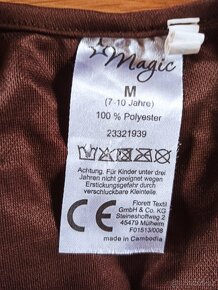 Magic
M
(7-10 Jahre)
100 % Polyester
23321939
Achtung. Für Kinder unter drei
Jahren nicht geeignet wegen
Erstickungsgefahr durch
verschluckbare Kleinteile
CE
Florett Textil
GmbH & CO. KG
Steineshoffweg 2
45479 Mülheim
F01513/008
made in Cambodia